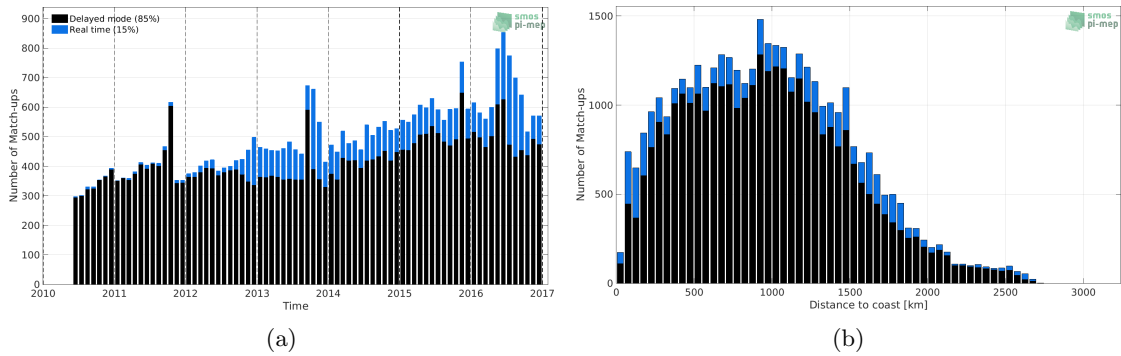 Delayed mode (85%)
Real time (15%)
smos
pi-mep
Number of Match-ups
900
800
700
600
500
400
300
200
100
0
2010 2011 2012 2013 2014 2015 2016 2017
Time
(a)
smos
pi-mep
Number of Match-ups
1500
1000
500
0
0 500 1000 1500 2000 2500 3000
Distance to coast [km]
(b)